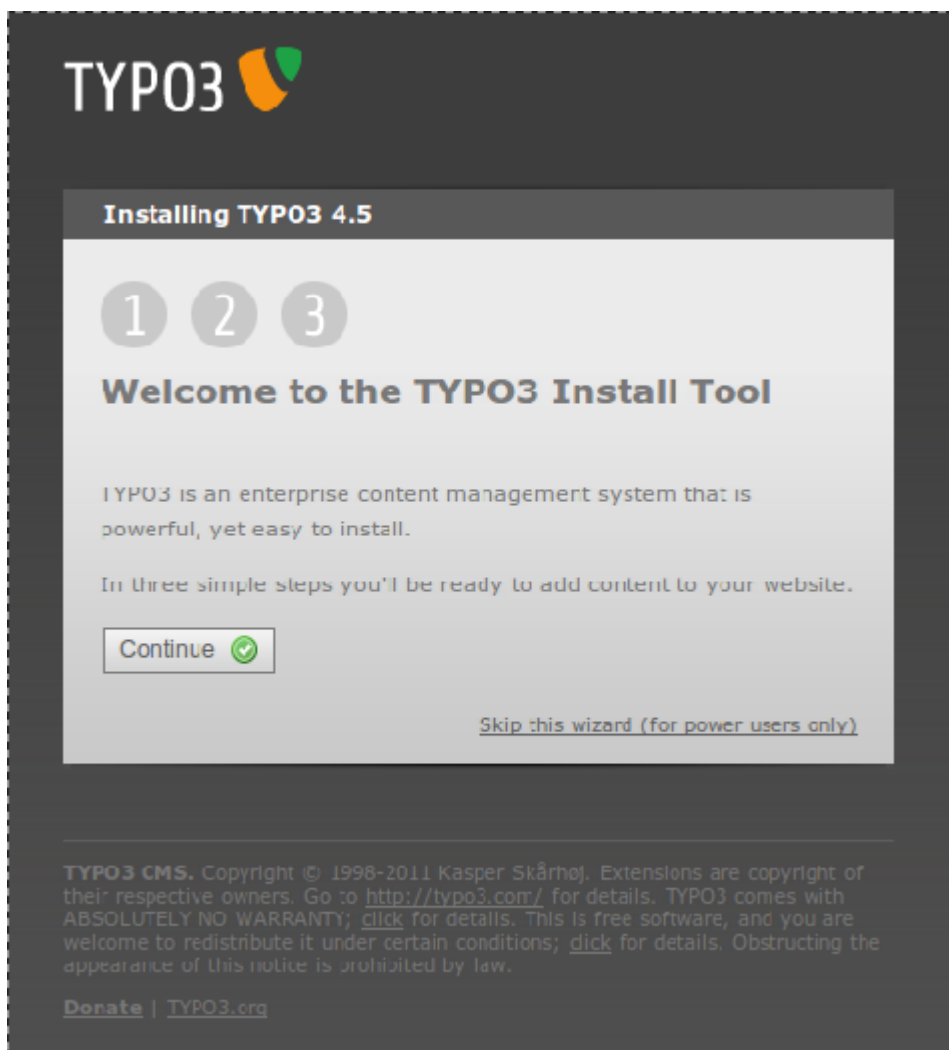 TYPO3
Installing TYPO3 4.5
1 2 3
Welcome to the TYPO3 Install Tool
TYPO3 is an enterprise content management system that is
powerful, yet easy to install.
In three simple steps you'll be ready to add content to your website.
Continue
Skip this wizard (for power users only)
TYPO3 CMS. Copyright © 1998-2011 Kasper Skårhøj. Extensions are copyright of
their respective owners. Go to http://typo3.com/ for details. TYPO3 comes with
ABSOLUTELY NO WARRANTY; click for details. This is free software, and you are
welcome to redistribute it under certain conditions; click for details. Obstructing the
appearance of this notice is prohibited by law.
Donate | TYPO3.org